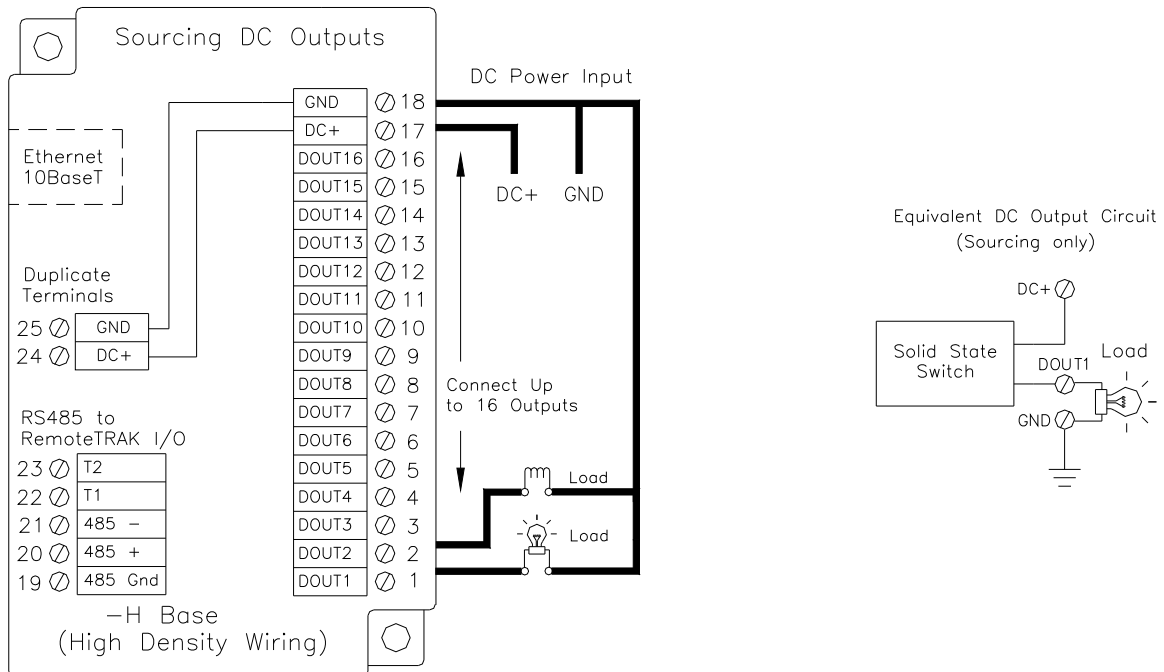 Sourcing DC Outputs
DC Power Input
GND 18
DC+ 17
DOUT16 16
DOUT15 15
DOUT14 14
DOUT13 13
DOUT12 12
DOUT11 11
DOUT10 10
DOUT9 9
DOUT8 8
DOUT7 7
DOUT6 6
DOUT5 5
DOUT4 4
DOUT3 3
DOUT2 2
DOUT1 1
Ethernet
10BaseT
Duplicate
Terminals
25 GND
24 DC+
RS485 to
RemoteTRAK I/O
23 T2
22 T1
21 485 -
20 485 +
19 485 Gnd
-H Base
(High Density Wiring)
DC+ GND
Connect Up
to 16 Outputs
Load
Load
Equivalent DC Output Circuit
(Sourcing only)
DC+
Solid State
Switch
DOUT1
Load
GND